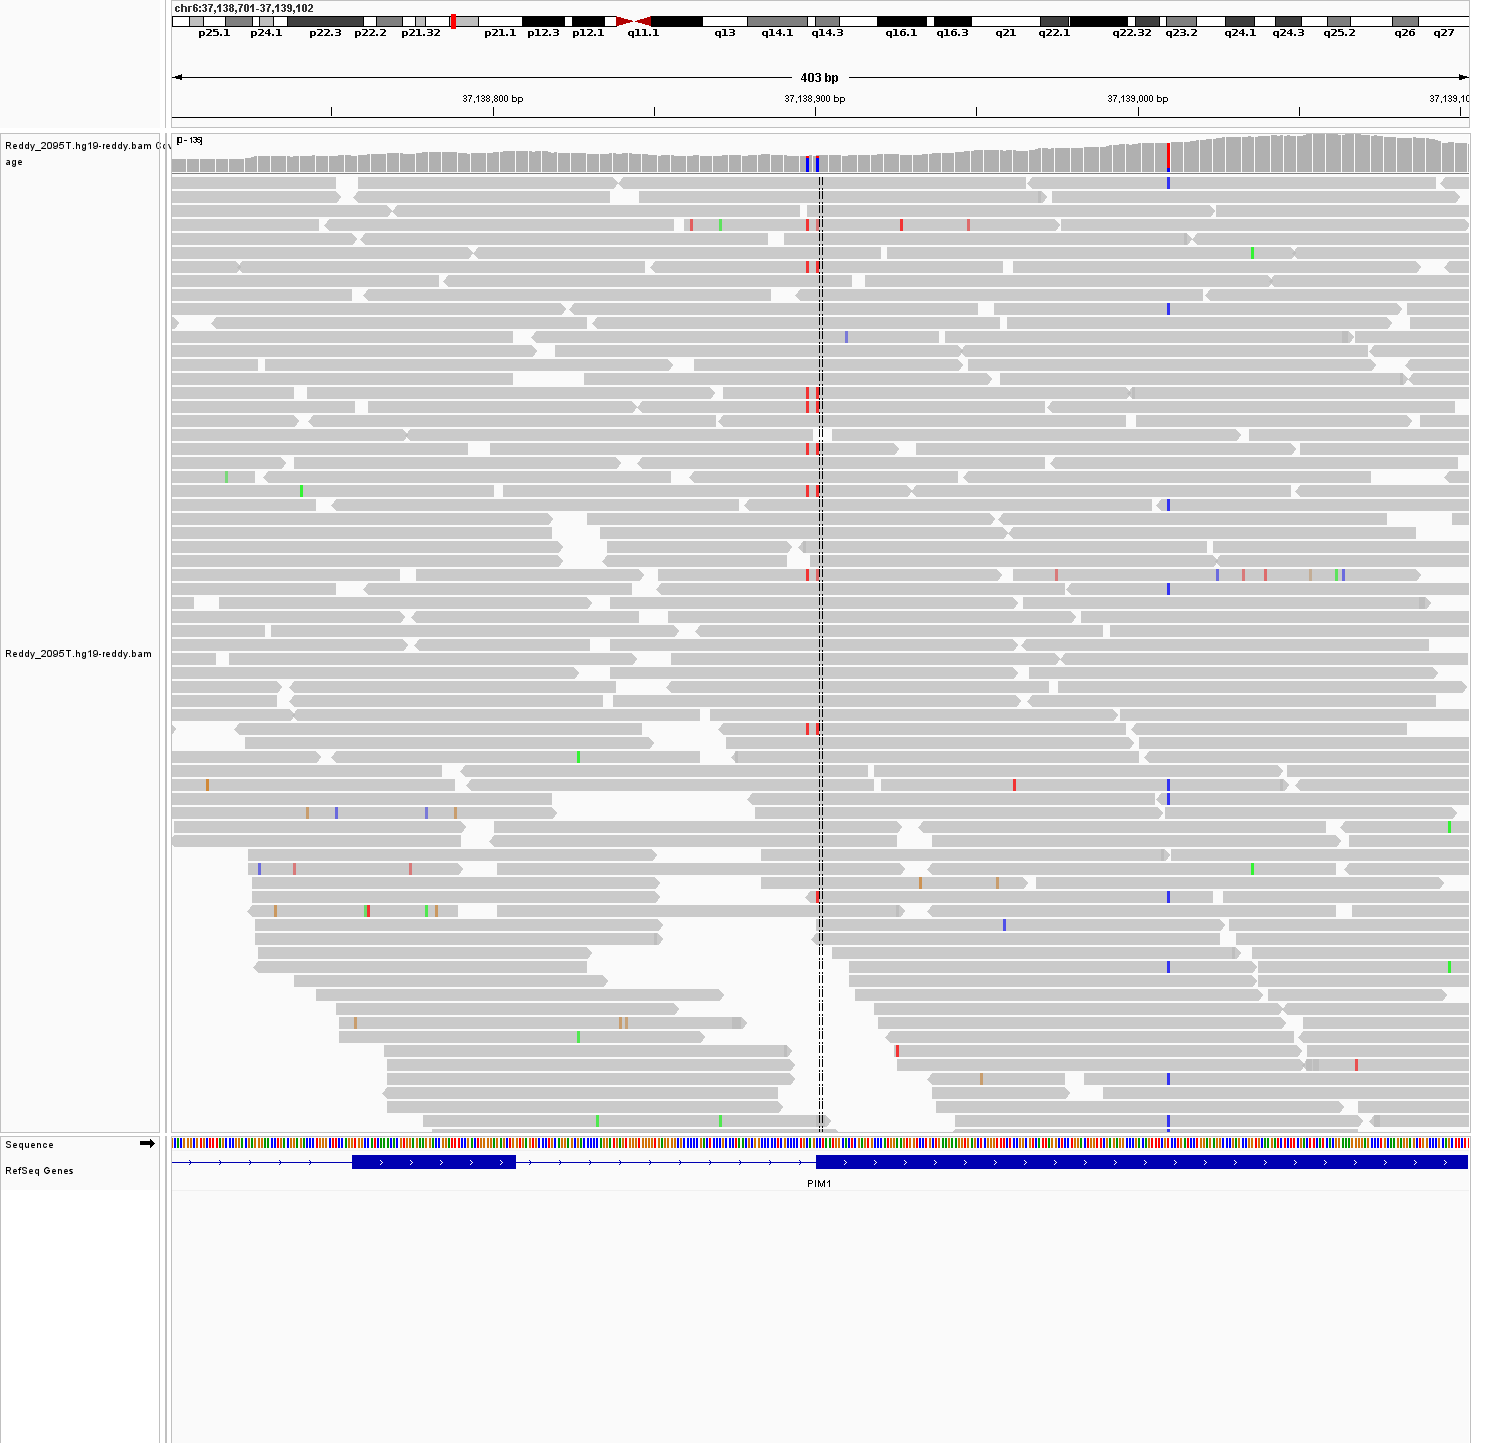 chr6:37,138,701-37,139,102
p25.1 p24.1 p22.3 p22.2 p21.32 p21.1 p12.3 p12.1 q11.1 q13 q14.1 q14.3 q16.1 q16.3 q21 q22.1 q22.32 q23.2 q24.1 q24.3 q25.2 q26 q27
403 bp
37,138,800 bp 37,138,900 bp 37,139,000 bp 37,139,10
Reddy_2095T.hg19-reddy.bam Cov
age
Reddy_2095T.hg19-reddy.bam
Sequence
RefSeq Genes
PIM1